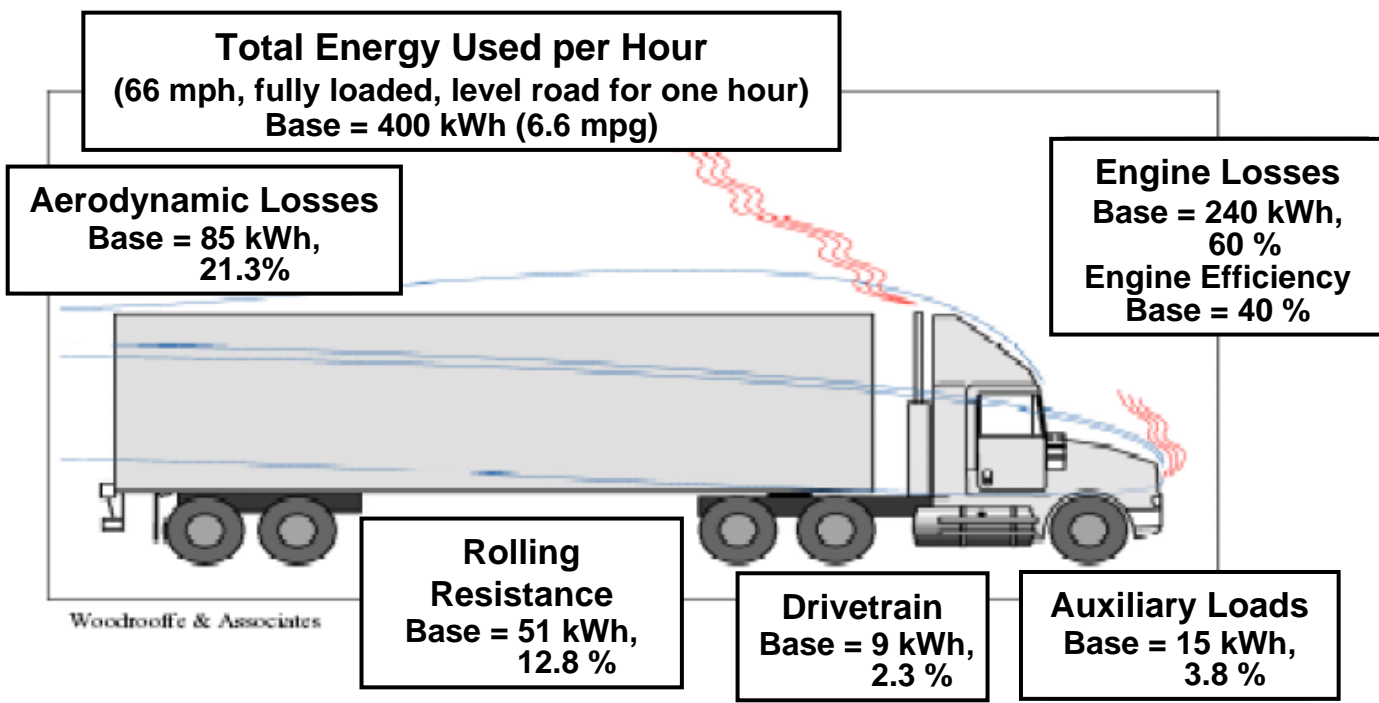 Total Energy Used per Hour
(66 mph, fully loaded, level road for one hour)
Base = 400 kWh (6.6 mpg)
Aerodynamic Losses
Base = 85 kWh,
21.3%
Engine Losses
Base = 240 kWh,
60 %
Engine Efficiency
Base = 40 %
Woodrooffe & Associates
Rolling
Resistance
Base = 51 kWh,
12.8 %
Drivetrain
Base = 9 kWh,
2.3 %
Auxiliary Loads
Base = 15 kWh,
3.8 %